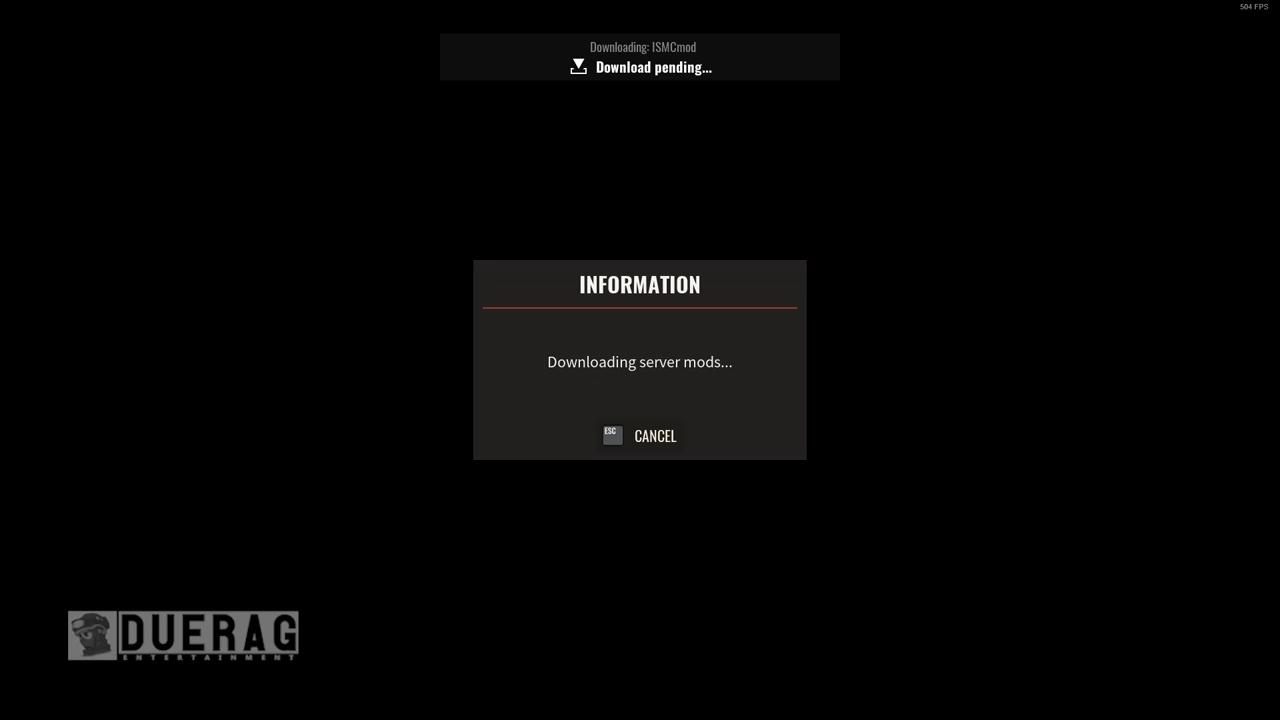 504 FPS
Downloading: ISMCmod
Download pending...
INFORMATION
Downloading server mods...
ESC CANCEL
DUERAG
ENTERTAINMENT